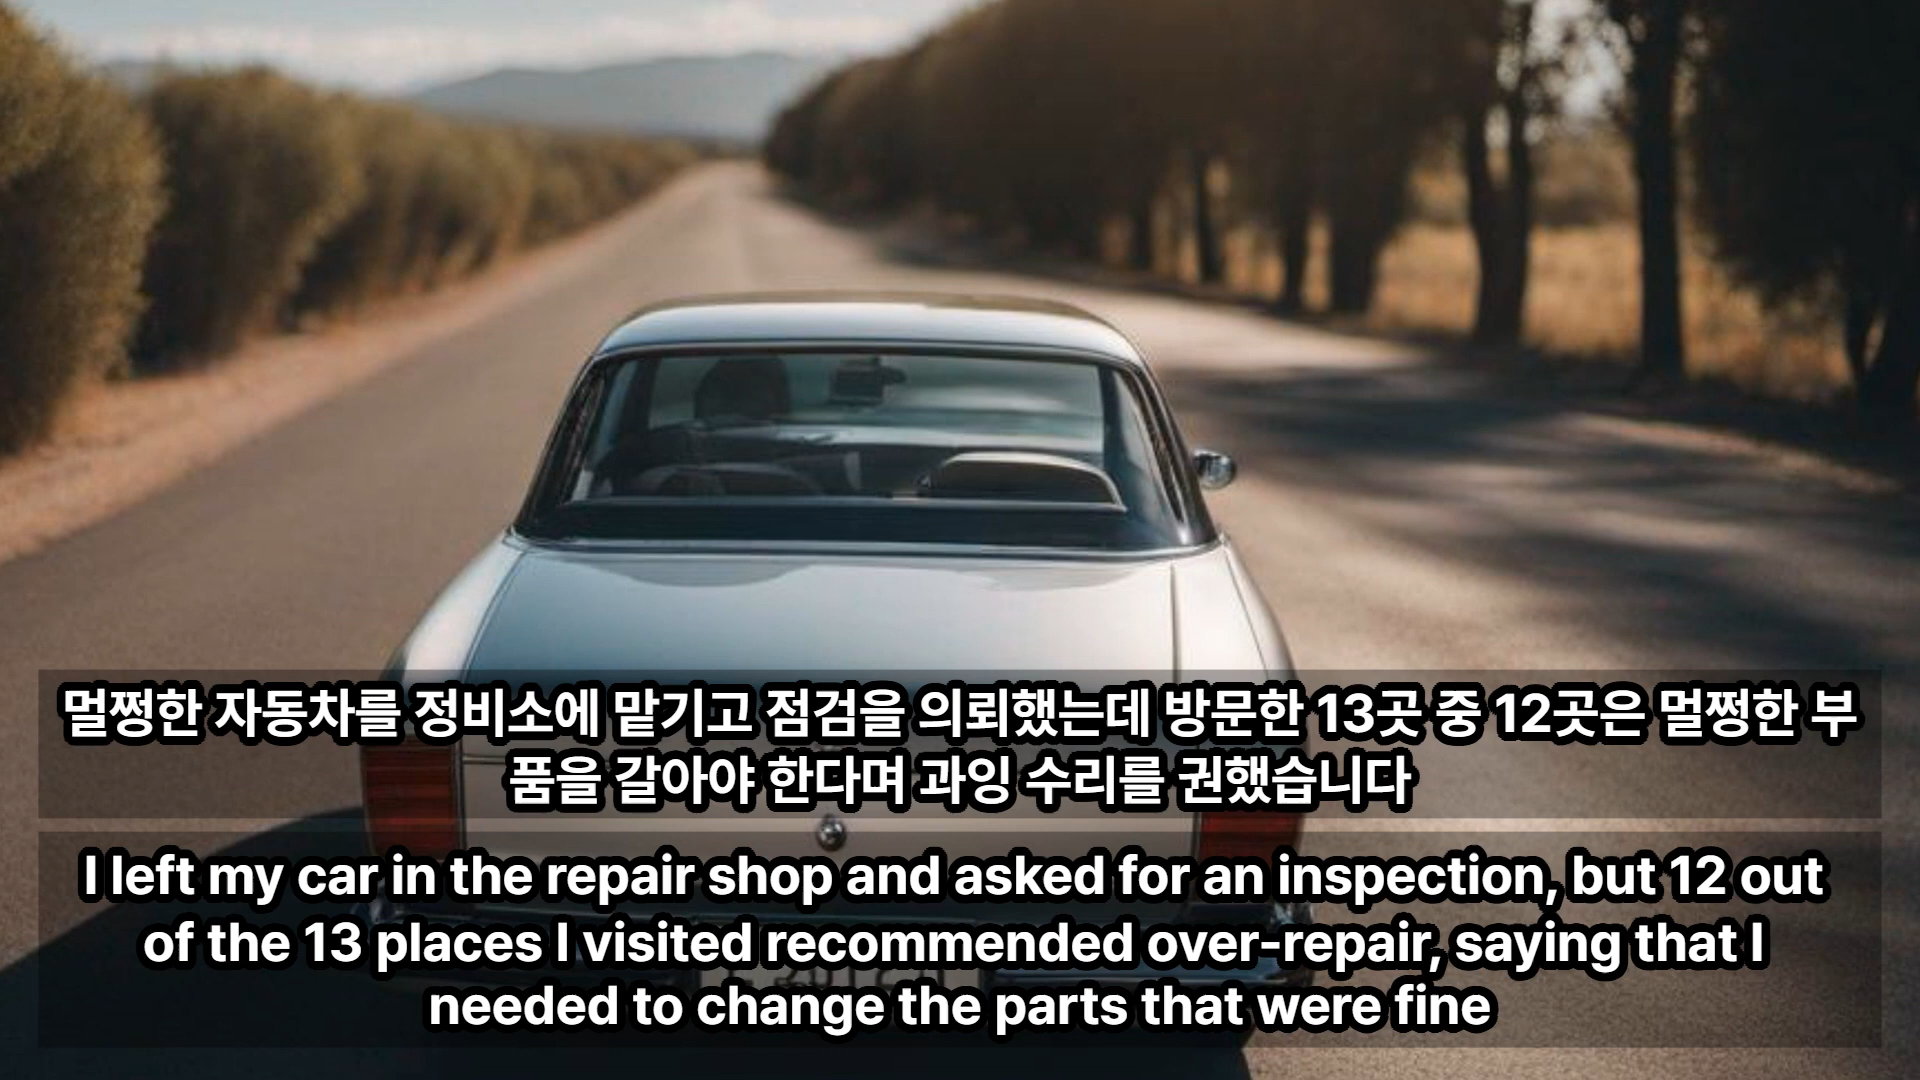 멀쩡한 자동차를 정비소에 맡기고 점검을 의뢰했는데 방문한 13곳 중 12곳은 멀쩡한 부
품을 갈아야 한다며 과잉 수리를 권했습니다
I left my car in the repair shop and asked for an inspection, but 12 out
of the 13 places I visited recommended over-repair, saying that I
needed to change the parts that were fine